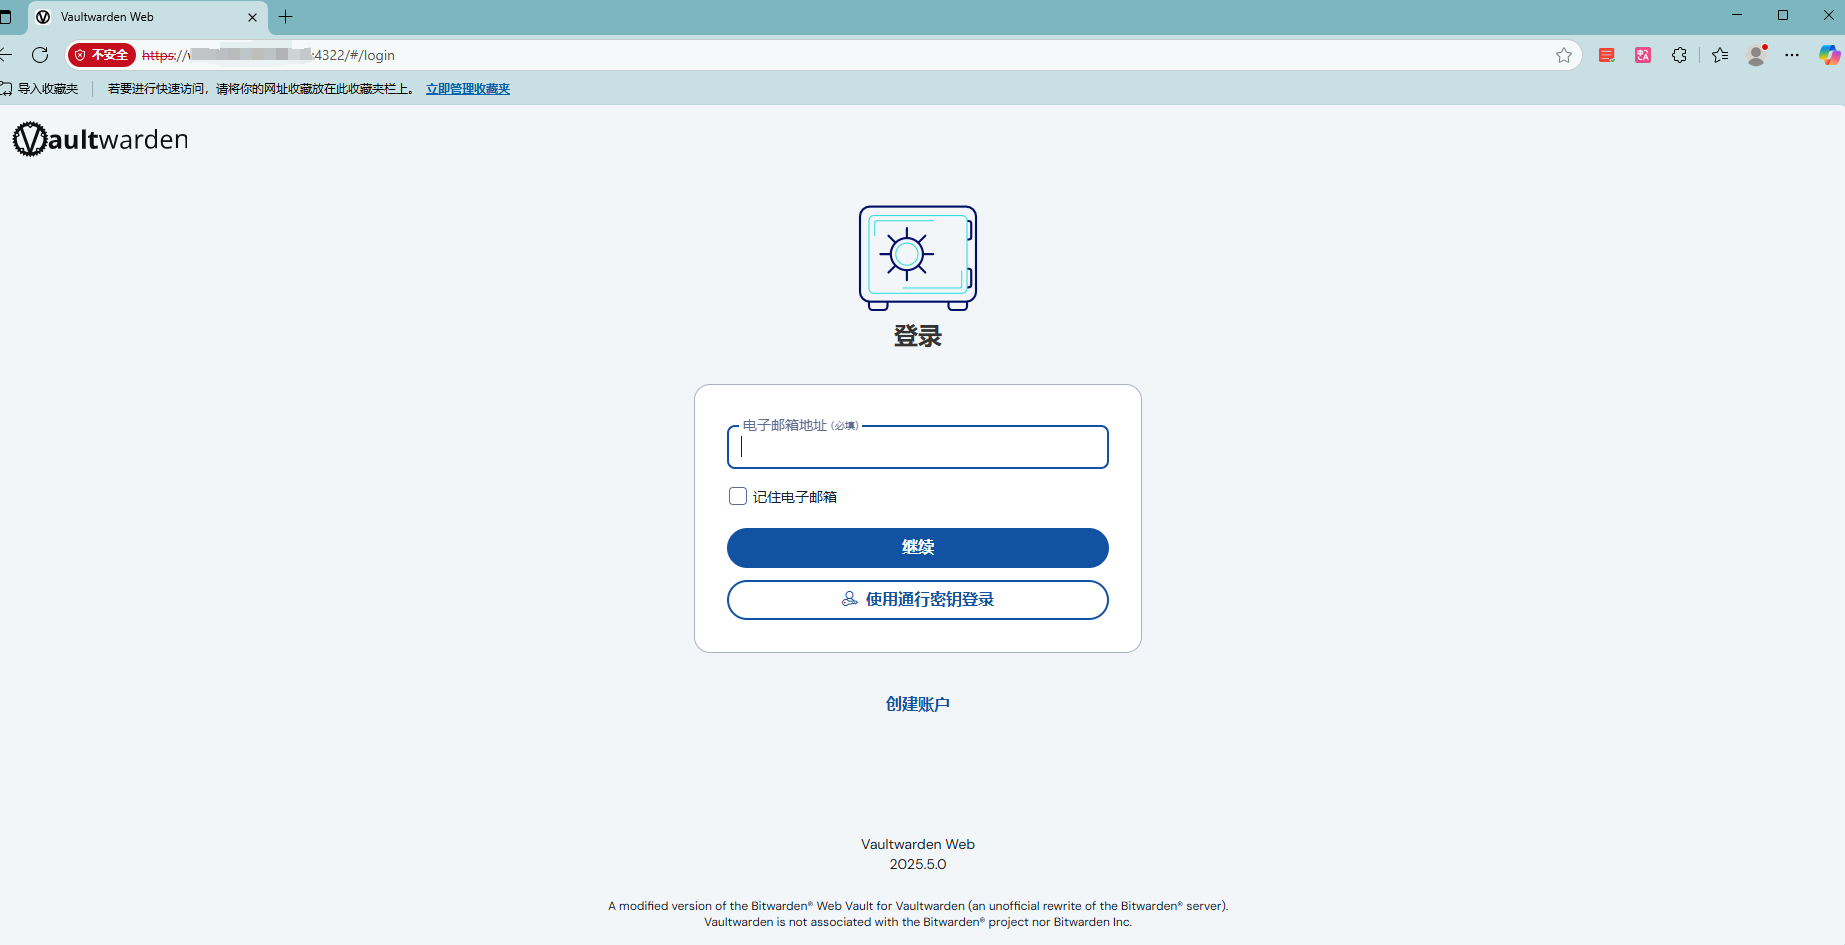 Vaultwarden Web
不安全 https:// :4322/#/login
导入收藏夹 若要进行快速访问，请将你的网址收藏放在此收藏夹栏上。 立即管理收藏夹
Vaultwarden
登录
电子邮箱地址 (必填)
记住电子邮箱
继续
使用通行密钥登录
创建账户
Vaultwarden Web
2025.5.0
A modified version of the Bitwarden® Web Vault for Vaultwarden (an unofficial rewrite of the Bitwarden® server).
Vaultwarden is not associated with the Bitwarden® project nor Bitwarden Inc.